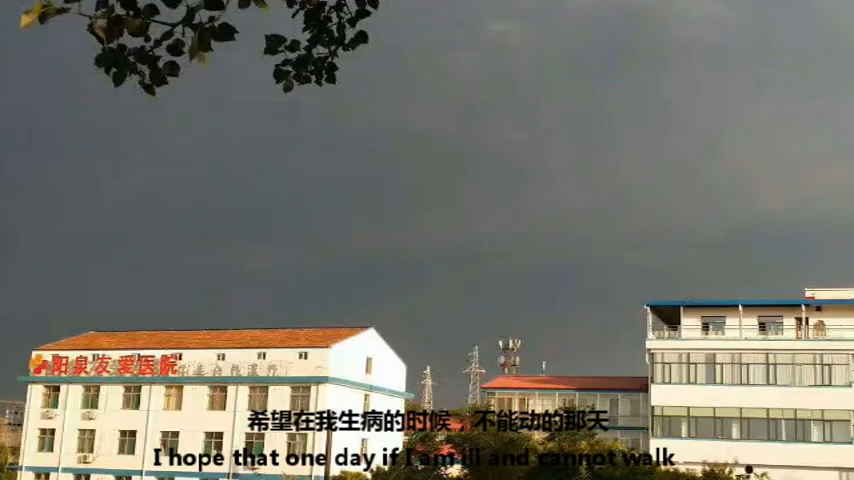 阳泉友爱医院
希望在我生病的时候，不能动的那天
I hope that one day if I am ill and cannot walk